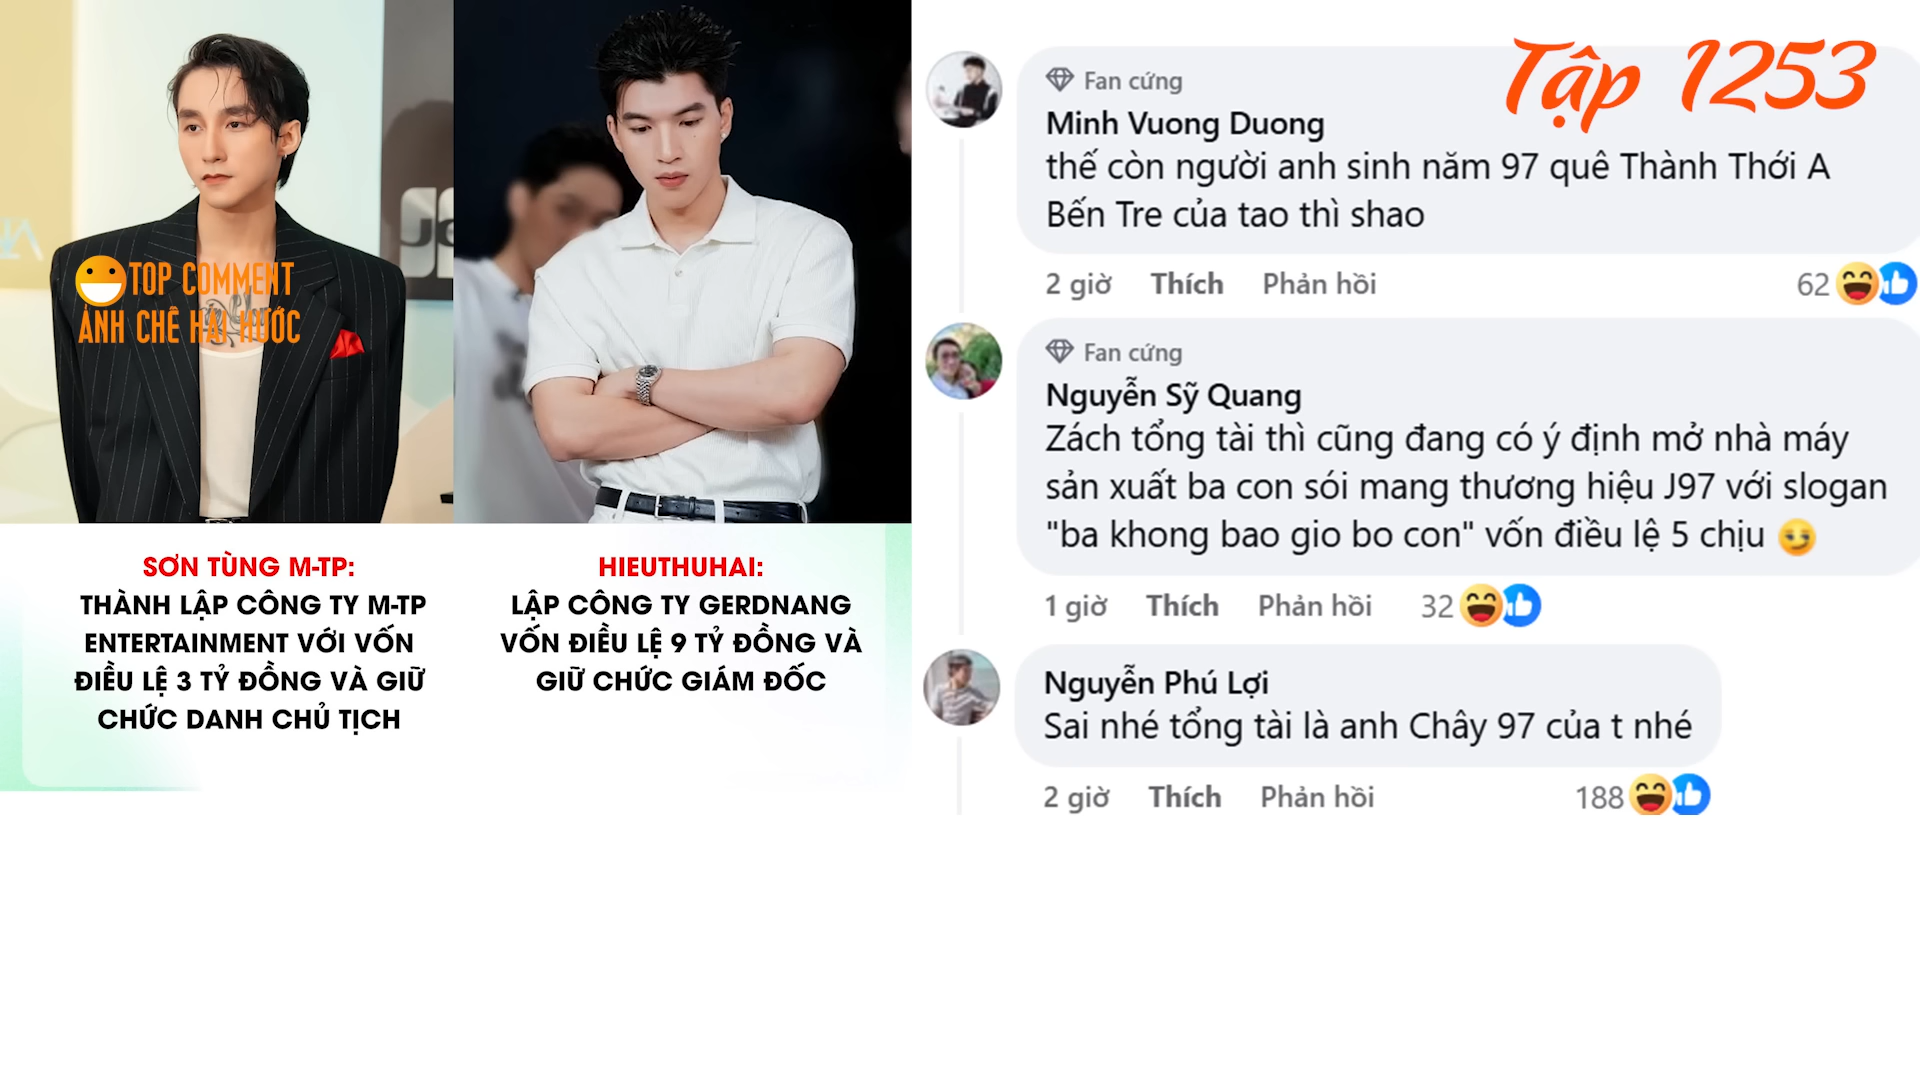 TOP COMMENT
ẢNH CHẾ HÀI HƯỚC
SƠN TÙNG M-TP:
THÀNH LẬP CÔNG TY M-TP
ENTERTAINMENT VỚI VỐN
ĐIỀU LỆ 3 TỶ ĐỒNG VÀ GIỮ
CHỨC DANH CHỦ TỊCH
HIEUTHUHAI:
LẬP CÔNG TY GERDNANG
VỐN ĐIỀU LỆ 9 TỶ ĐỒNG VÀ
GIỮ CHỨC GIÁM ĐỐC
Tập 1253
Fan cứng
Minh Vuong Duong
thế còn người anh sinh năm 97 quê Thành Thới A
Bến Tre của tao thì shao
2 giờ Thích Phản hồi 62
Fan cứng
Nguyễn Sỹ Quang
Zách tổng tài thì cũng đang có ý định mở nhà máy
sản xuất ba con sói mang thương hiệu J97 với slogan
"ba khong bao gio bo con" vốn điều lệ 5 chịu
1 giờ Thích Phản hồi 32
Nguyễn Phú Lợi
Sai nhé tổng tài là anh Chây 97 của t nhé
2 giờ Thích Phản hồi 188